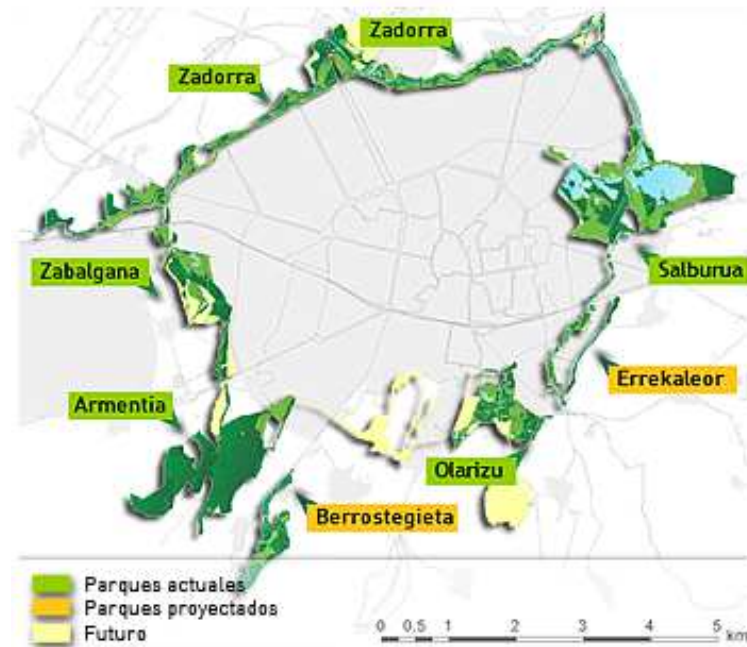 Zadorra
Zadorra
Zabalgana
Salburua
Errekaleor
Armentia
Olarizu
Berrostegieta
Parques actuales
Parques proyectados
Futuro
0 0.5 1 2 3 4 5
km